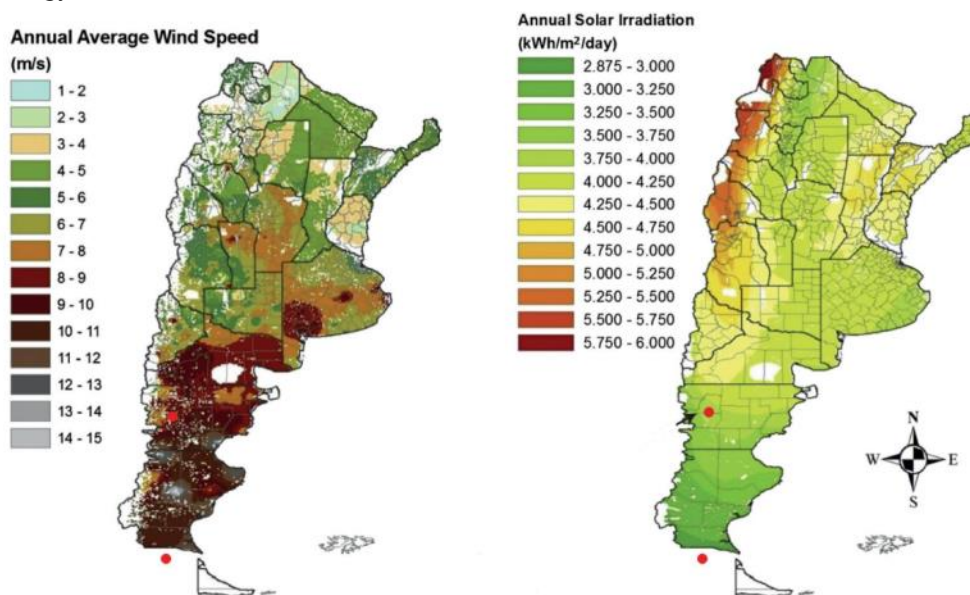 Annual Average Wind Speed
(m/s)
1 - 2
2 - 3
3 - 4
4 - 5
5 - 6
6 - 7
7 - 8
8 - 9
9 - 10
10 - 11
11 - 12
12 - 13
13 - 14
14 - 15
Annual Solar Irradiation
(kWh/m²/day)
2.875 - 3.000
3.000 - 3.250
3.250 - 3.500
3.500 - 3.750
3.750 - 4.000
4.000 - 4.250
4.250 - 4.500
4.500 - 4.750
4.750 - 5.000
5.000 - 5.250
5.250 - 5.500
5.500 - 5.750
5.750 - 6.000
N
W E
S